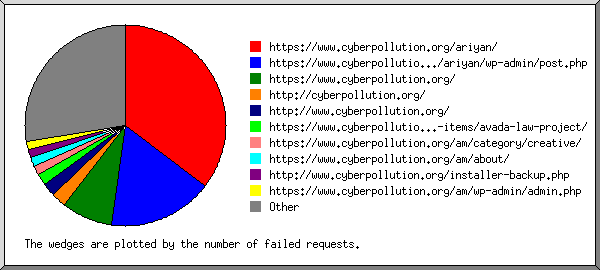 https://www.cyberpollution.org/ariyan/
https://www.cyberpollutio.../ariyan/wp-admin/post.php
https://www.cyberpollution.org/
http://cyberpollution.org/
http://www.cyberpollution.org/
https://www.cyberpollutio...-items/avada-law-project/
https://www.cyberpollution.org/am/category/creative/
https://www.cyberpollution.org/am/about/
http://www.cyberpollution.org/installer-backup.php
https://www.cyberpollution.org/am/wp-admin/admin.php
Other
The wedges are plotted by the number of failed requests.